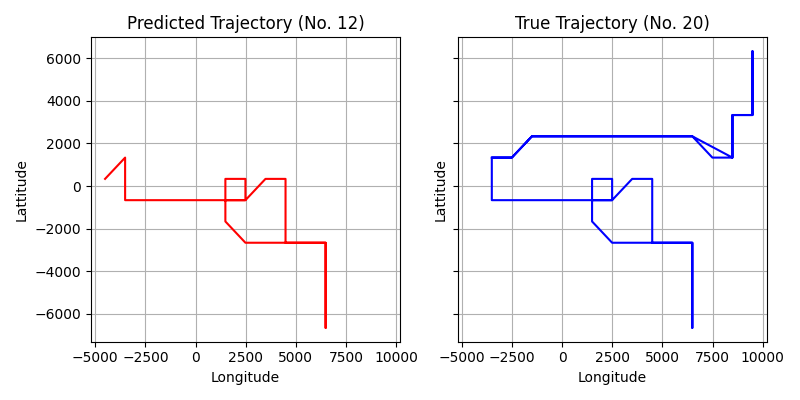 Predicted Trajectory (No. 12)
True Trajectory (No. 20)
6000
4000
2000
0
−2000
−4000
−6000
Lattitude
Lattitude
−5000 −2500 0 2500 5000 7500 10000
−5000 −2500 0 2500 5000 7500 10000
Longitude
Longitude